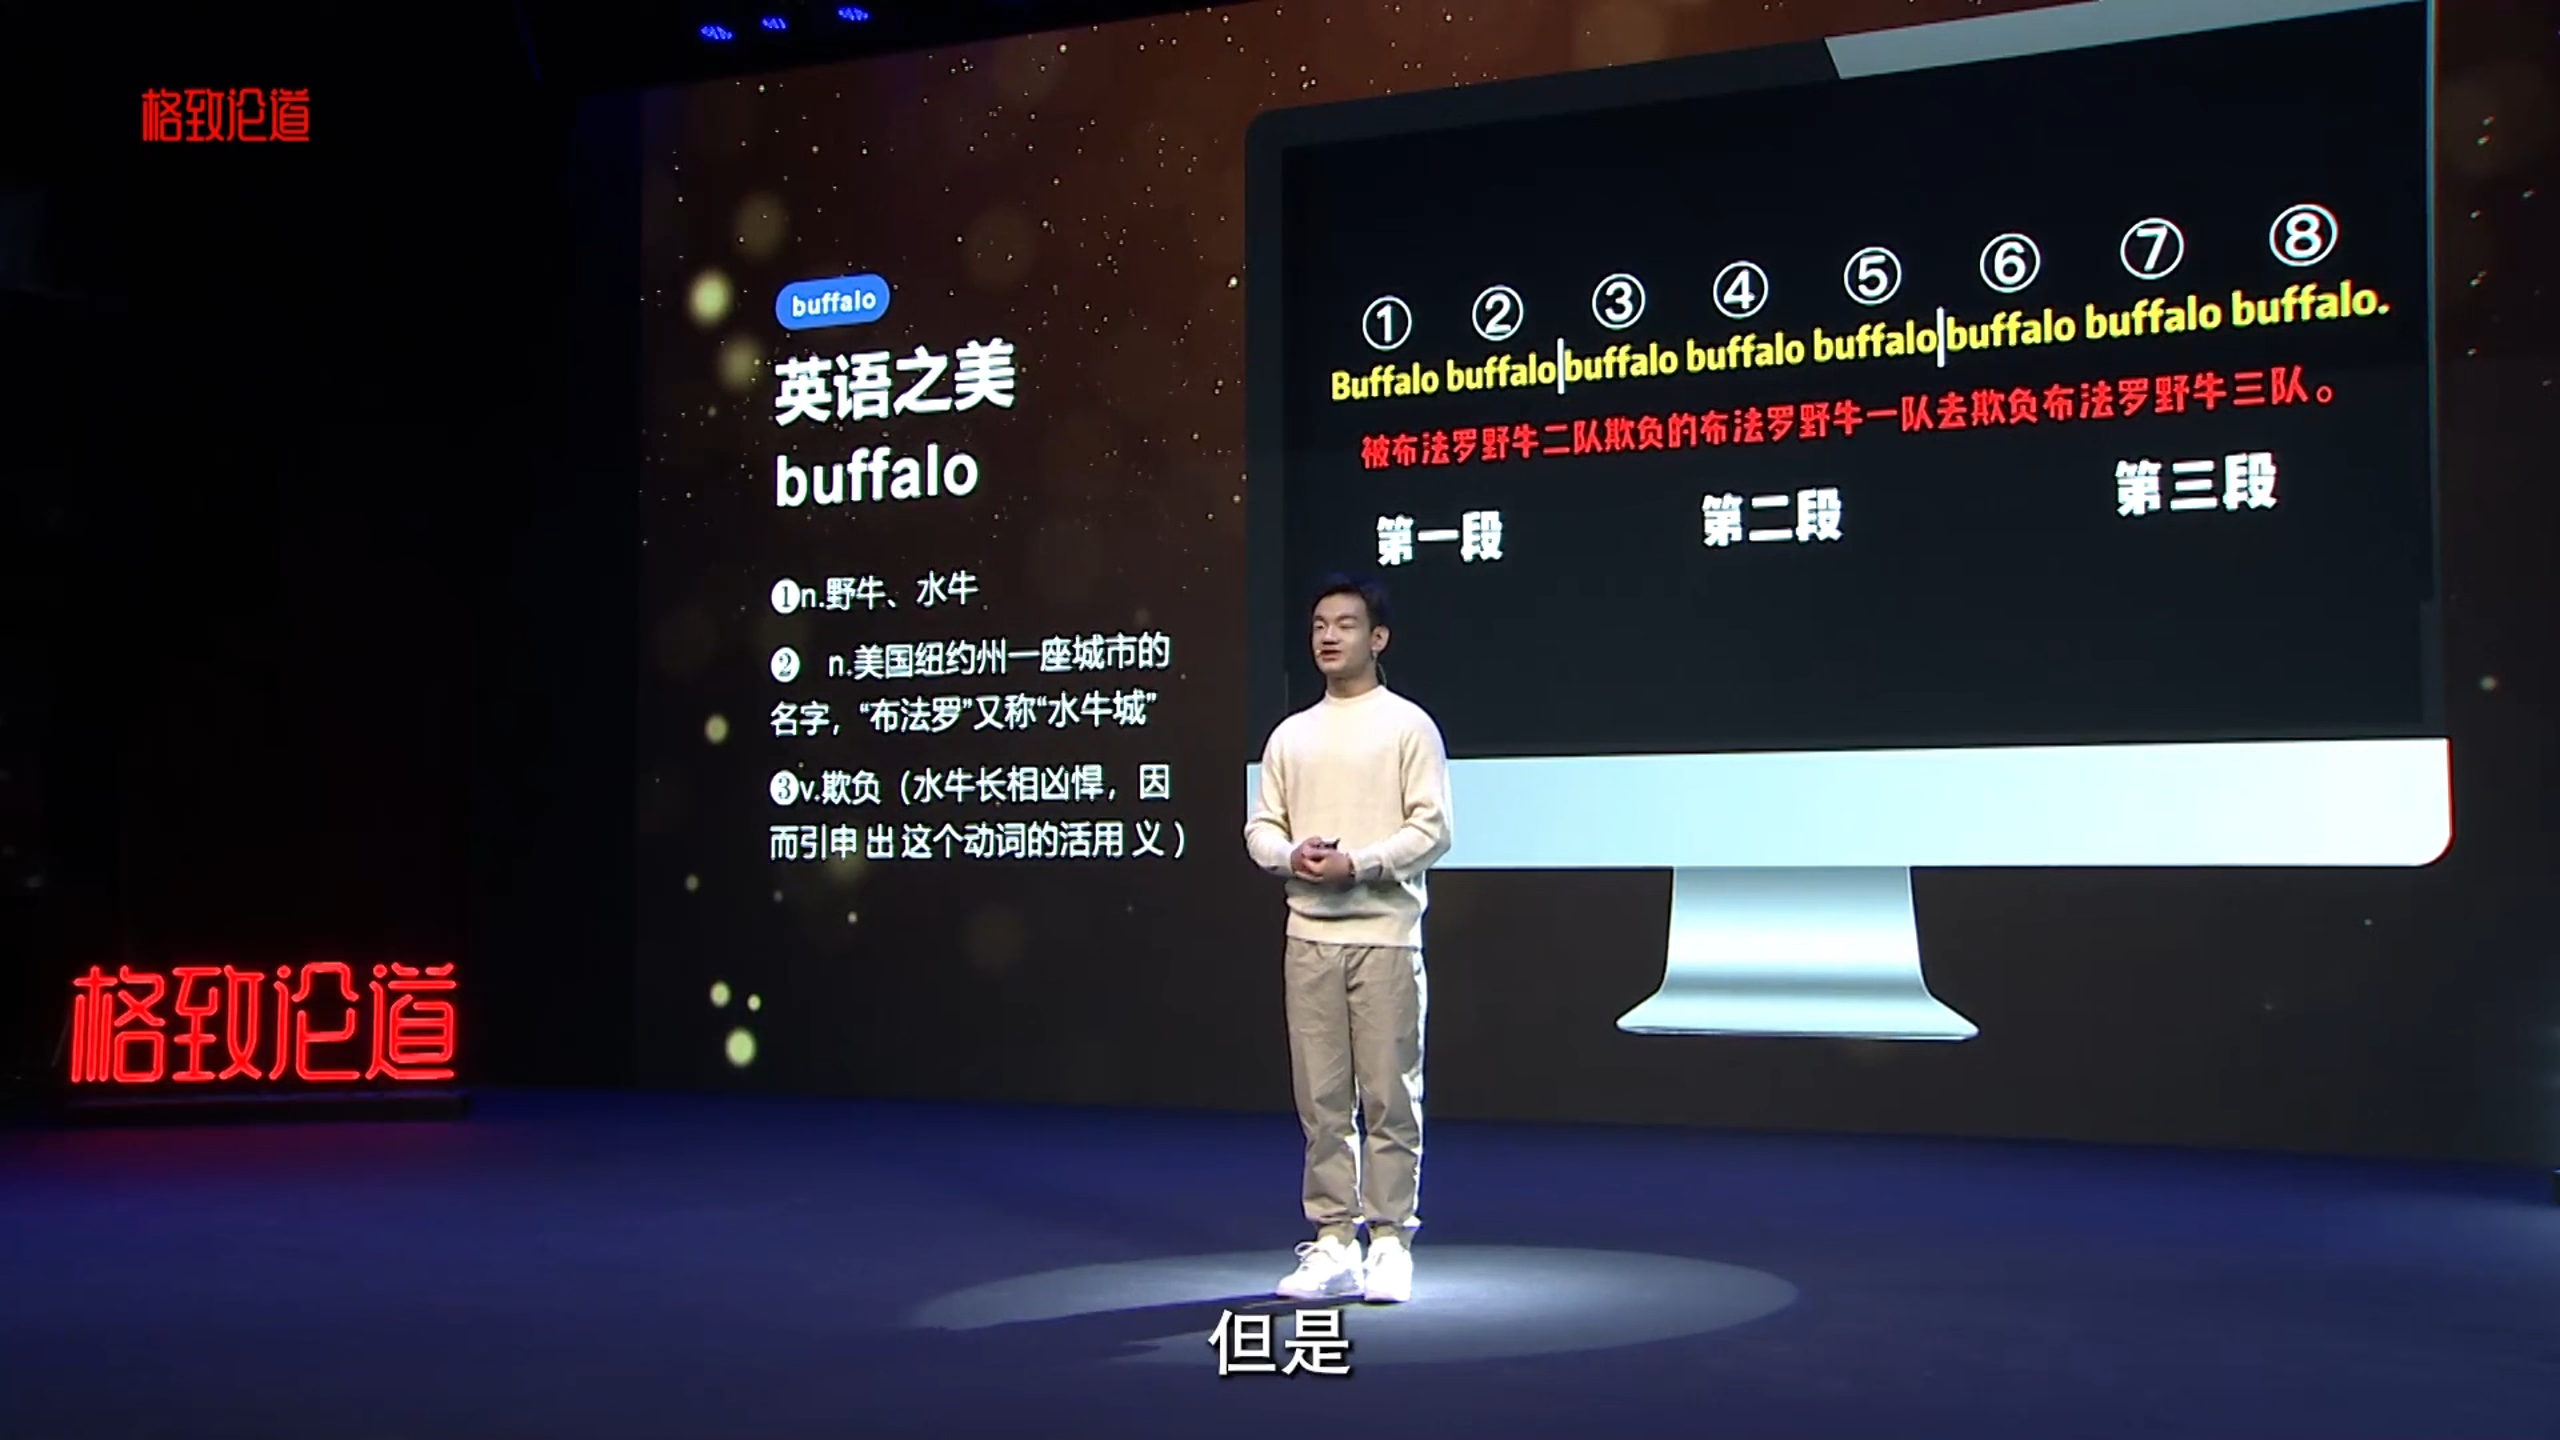 格致论道
buffalo
英语之美
buffalo
❶n.野牛、水牛
❷ n.美国纽约州一座城市的
名字，“布法罗”又称“水牛城”
❸v.欺负（水牛长相凶悍，因
而引申出这个动词的活用义）
① ② ③ ④ ⑤ ⑥ ⑦ ⑧
Buffalo buffalo|buffalo buffalo buffalo|buffalo buffalo buffalo.
被布法罗野牛二队欺负的布法罗野牛一队去欺负布法罗野牛三队。
第一段 第二段 第三段
格致论道
但是